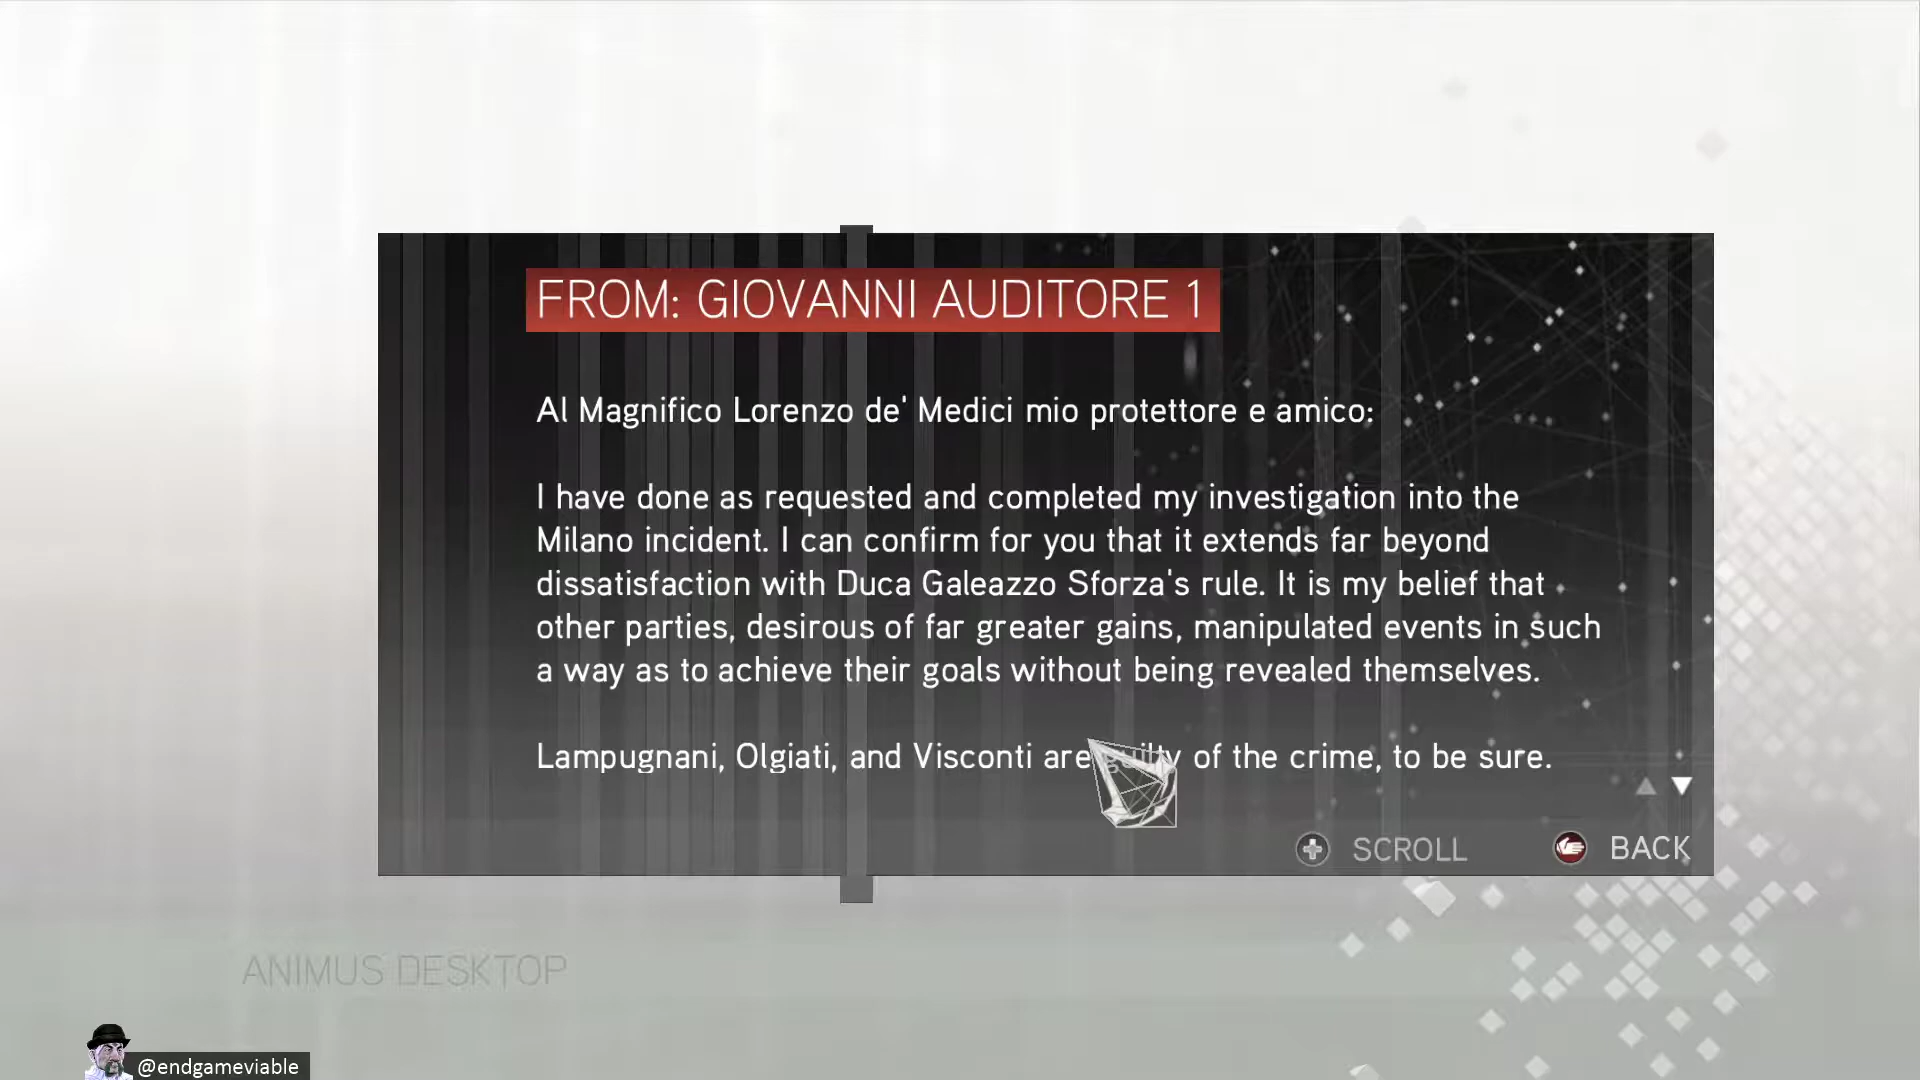 FROM: GIOVANNI AUDITORE 1
Al Magnifico Lorenzo de' Medici mio protettore e amico:
I have done as requested and completed my investigation into the
Milano incident. I can confirm for you that it extends far beyond
dissatisfaction with Duca Galeazzo Sforza's rule. It is my belief that
other parties, desirous of far greater gains, manipulated events in such
a way as to achieve their goals without being revealed themselves.
Lampugnani, Olgiati, and Visconti are guilty of the crime, to be sure.
SCROLL BACK
ANIMUS DESKTOP
@endgameviable